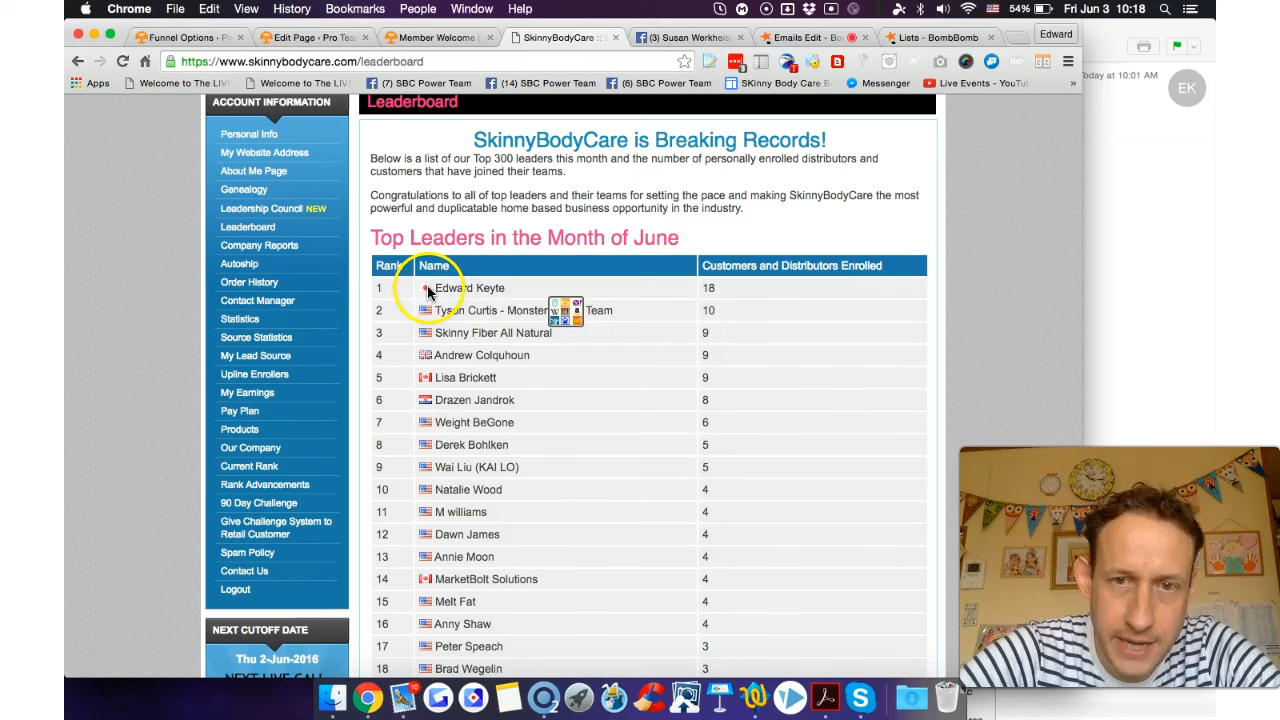 Chrome File Edit View History Bookmarks People Window Help 54% Fri Jun 3 10:18
Funnel Options - Pr
Edit Page - Pro Tea
Member Welcome
SkinnyBodyCare ::
(3) Susan Werkheis
Emails Edit - Bo
Lists - BombBomb
Edward
https://www.skinnybodycare.com/leaderboard
Apps
Welcome to The LIV
Welcome to The LIV
(7) SBC Power Team
(14) SBC Power Team
(6) SBC Power Team
SKinny Body Care B
Messenger
Live Events - YouTu
»
oday at 10:01 AM
EK
ACCOUNT INFORMATION
Personal Info
My Website Address
About Me Page
Genealogy
Leadership Council NEW
Leaderboard
Company Reports
Autoship
Order History
Contact Manager
Statistics
Source Statistics
My Lead Source
Upline Enrollers
My Earnings
Pay Plan
Products
Our Company
Current Rank
Rank Advancements
90 Day Challenge
Give Challenge System to
Retail Customer
Spam Policy
Contact Us
Logout
NEXT CUTOFF DATE
Thu 2-Jun-2016
NEXT LIVE CALL
Leaderboard
SkinnyBodyCare is Breaking Records!
Below is a list of our Top 300 leaders this month and the number of personally enrolled distributors and
customers that have joined their teams.
Congratulations to all of top leaders and their teams for setting the pace and making SkinnyBodyCare the most
powerful and duplicatable home based business opportunity in the industry.
Top Leaders in the Month of June
Rank Name Customers and Distributors Enrolled
1 Edward Keyte 18
2 Tyson Curtis - Monster Team 10
3 Skinny Fiber All Natural 9
4 Andrew Colquhoun 9
5 Lisa Brickett 9
6 Drazen Jandrok 8
7 Weight BeGone 6
8 Derek Bohlken 5
9 Wai Liu (KAI LO) 5
10 Natalie Wood 4
11 M williams 4
12 Dawn James 4
13 Annie Moon 4
14 MarketBolt Solutions 4
15 Melt Fat 4
16 Anny Shaw 4
17 Peter Speach 3
18 Brad Wegelin 3